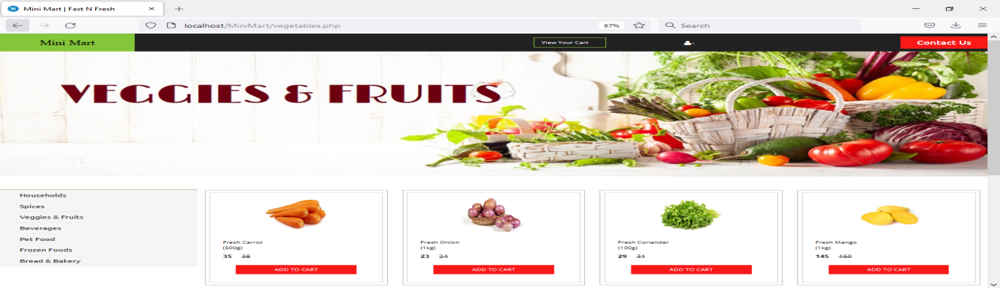 Mini Mart | Fast N Fresh
localhost/MiniMart/vegetables.php
67%
Search
Mini Mart
View Your Cart
Contact Us
VEGGIES & FRUITS
Households
Spices
Veggies & Fruits
Beverages
Pet Food
Frozen Foods
Bread & Bakery
Fresh Carrot
(500g)
35 38
ADD TO CART
Fresh Onion
(1kg)
23 24
ADD TO CART
Fresh Coriander
(100g)
29 31
ADD TO CART
Fresh Mango
(1kg)
145 150
ADD TO CART